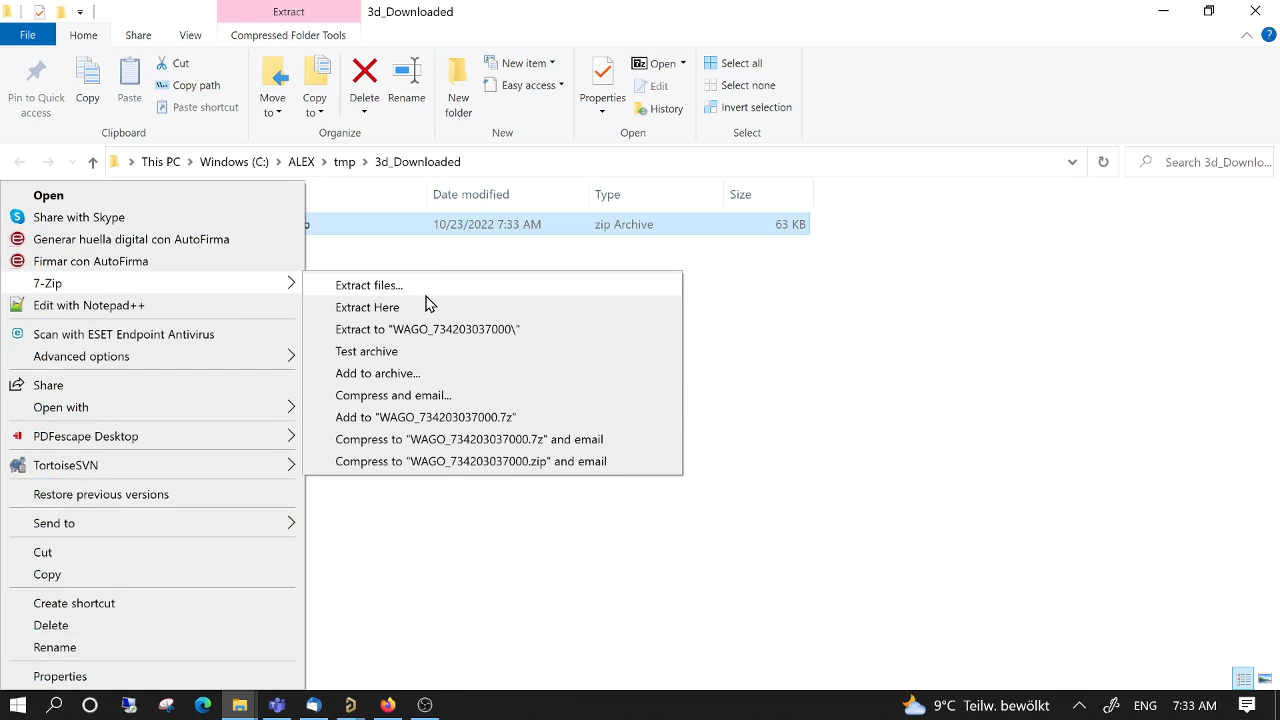 Extract
3d_Downloaded
File
Home
Share
View
Compressed Folder Tools
Pin to Quick access
Copy
Paste
Cut
Copy path
Paste shortcut
Clipboard
Move to
Copy to
Delete
Rename
Organize
New folder
New item
Easy access
New
Properties
Open
Edit
History
Open
Select all
Select none
Invert selection
Select
This PC
Windows (C:)
ALEX
tmp
3d_Downloaded
Search 3d_Downlo...
Date modified
Type
Size
p
10/23/2022 7:33 AM
zip Archive
63 KB
Open
Share with Skype
Generar huella digital con AutoFirma
Firmar con AutoFirma
7-Zip
Edit with Notepad++
Scan with ESET Endpoint Antivirus
Advanced options
Share
Open with
PDFescape Desktop
TortoiseSVN
Restore previous versions
Send to
Cut
Copy
Create shortcut
Delete
Rename
Properties
Extract files...
Extract Here
Extract to "WAGO_734203037000\"
Test archive
Add to archive...
Compress and email...
Add to "WAGO_734203037000.7z"
Compress to "WAGO_734203037000.7z" and email
Compress to "WAGO_734203037000.zip" and email
9°C Teilw. bewölkt
ENG
7:33 AM